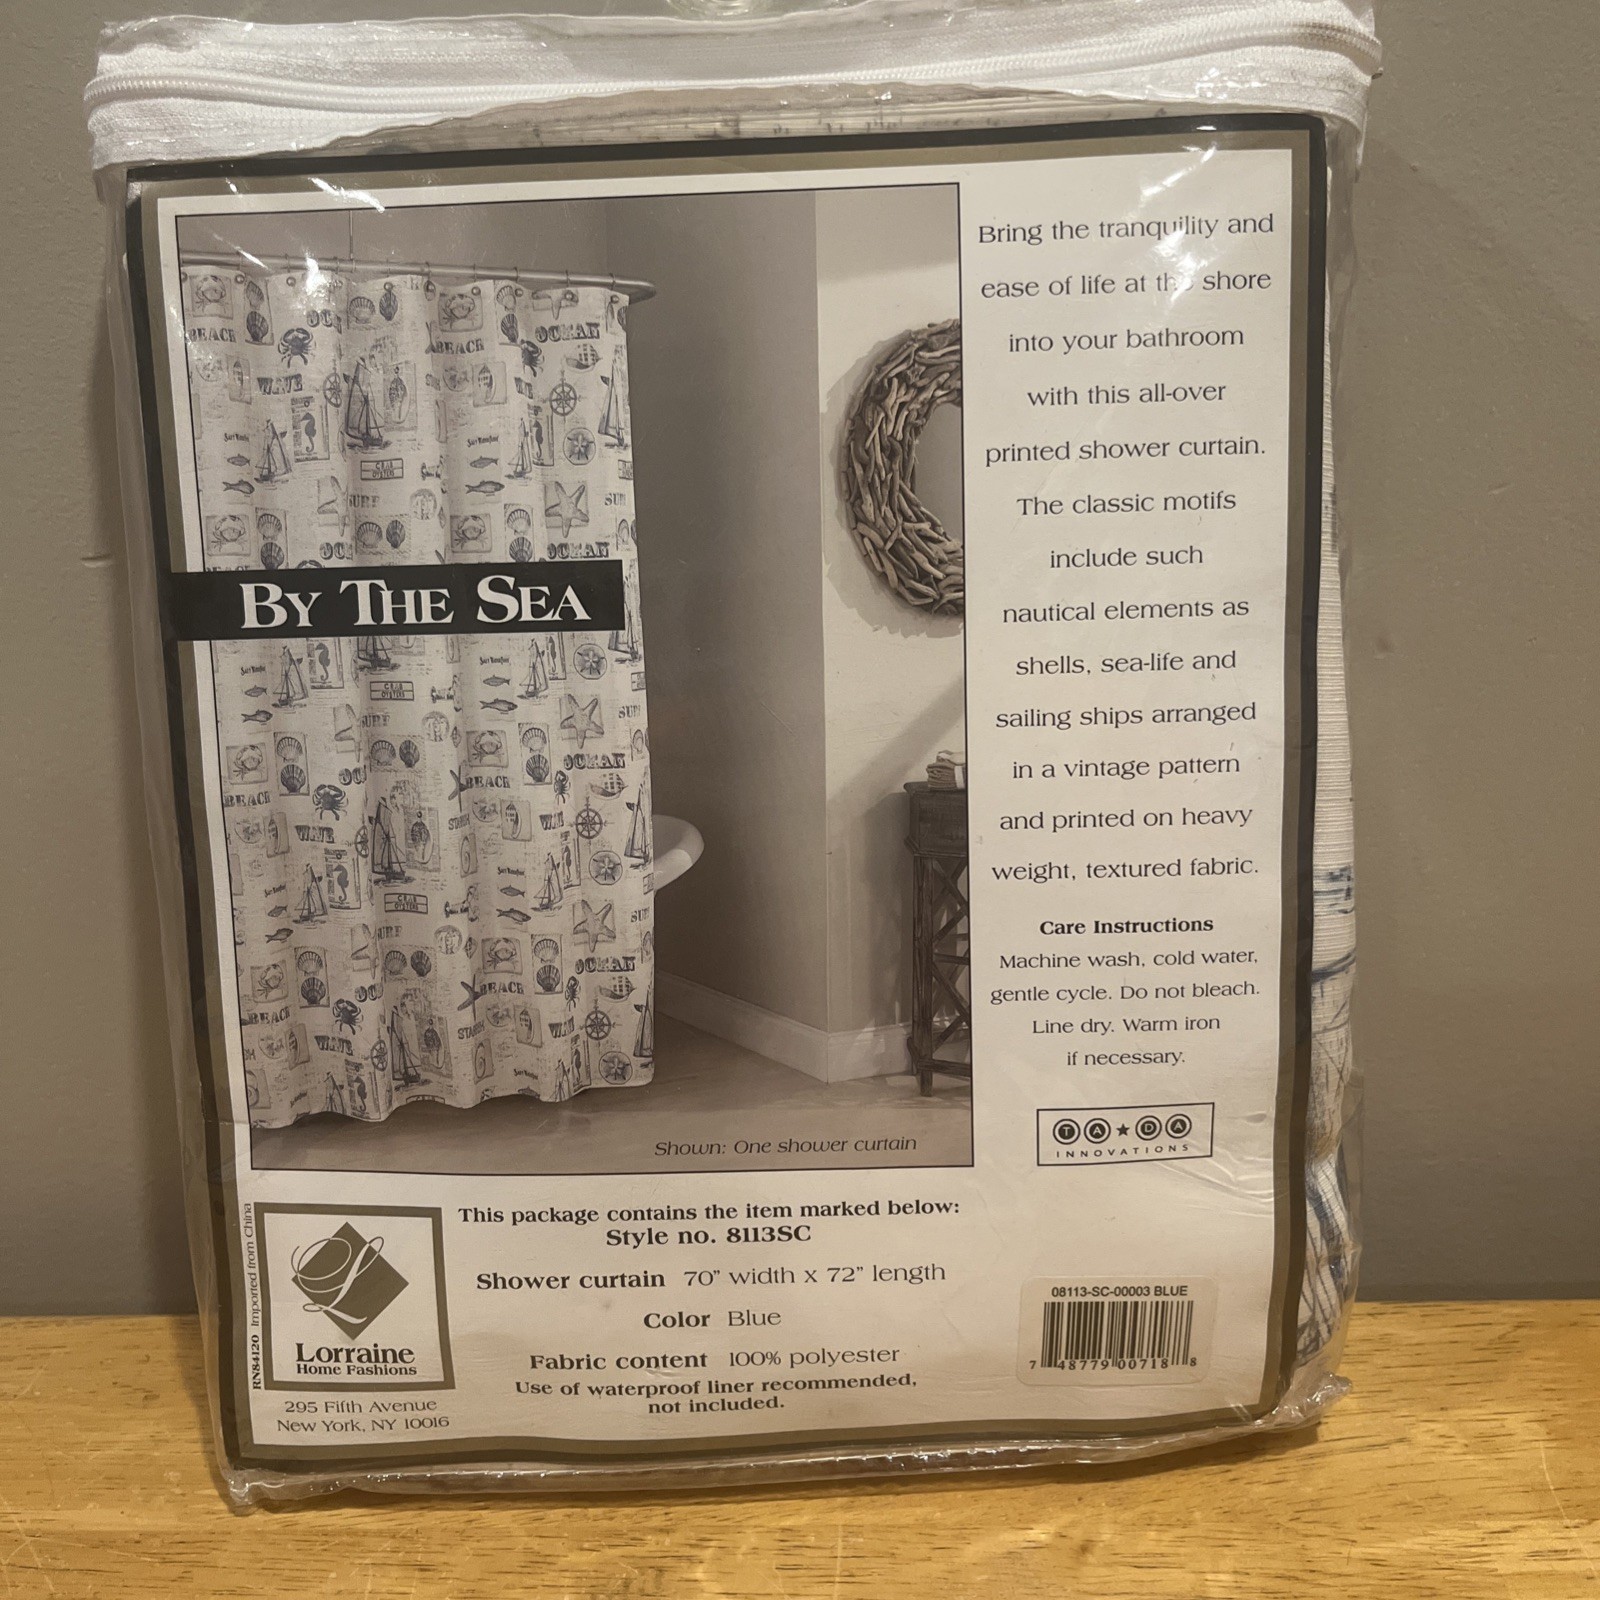 BY THE SEA
Shown: One shower curtain
Bring the tranquility and
ease of life at the shore
into your bathroom
with this all-over
printed shower curtain.
The classic motifs
include such
nautical elements as
shells, sea-life and
sailing ships arranged
in a vintage pattern
and printed on heavy
weight, textured fabric.
Care Instructions
Machine wash, cold water,
gentle cycle. Do not bleach.
Line dry. Warm iron
if necessary.
TA★DA
INNOVATIONS
This package contains the item marked below:
Style no. 8113SC
Shower curtain 70" width x 72" length
Color Blue
Fabric content 100% polyester
Use of waterproof liner recommended,
not included.
RN84120 Imported from China
L
Lorraine
Home Fashions
295 Fifth Avenue
New York, NY 10016
08113-SC-00003 BLUE
7 48779 00718 8
BEACH
OCEAN
WAVE
SURF
CRAB
OYSTERS